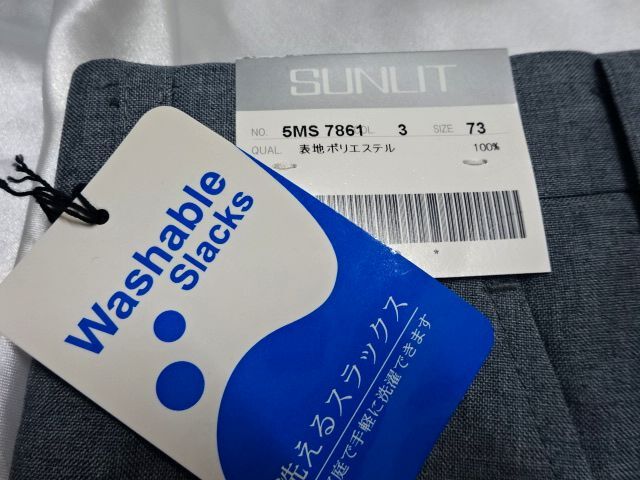 SUNLIT
NO. 5MS 7861 OL 3 SIZE 73
QUAL 表地ポリエステル 100%
*
Washable
Slacks
洗えるスラックス
庭で手軽に洗濯できます